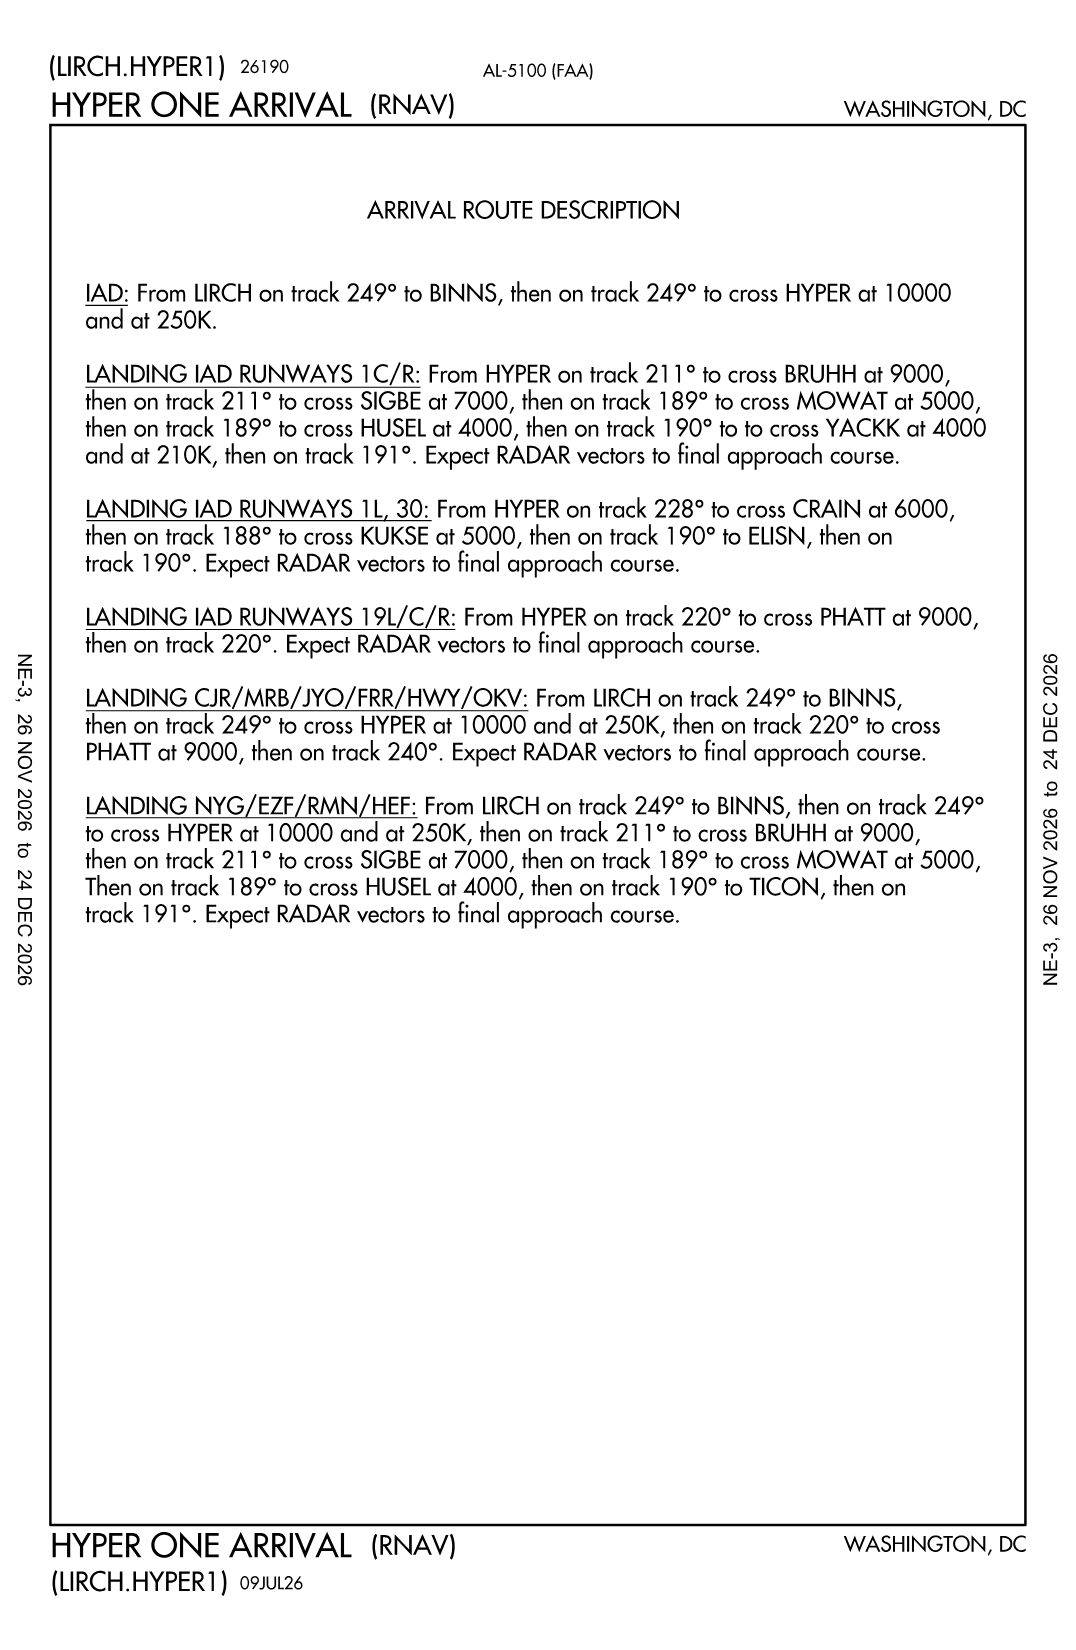 (LIRCH.HYPER1) 26190
AL-5100 (FAA)
HYPER ONE ARRIVAL (RNAV)
WASHINGTON, DC
ARRIVAL ROUTE DESCRIPTION
IAD: From LIRCH on track 249° to BINNS, then on track 249° to cross HYPER at 10000
and at 250K.
LANDING IAD RUNWAYS 1C/R: From HYPER on track 211° to cross BRUHH at 9000,
then on track 211° to cross SIGBE at 7000, then on track 189° to cross MOWAT at 5000,
then on track 189° to cross HUSEL at 4000, then on track 190° to to cross YACKK at 4000
and at 210K, then on track 191°. Expect RADAR vectors to final approach course.
LANDING IAD RUNWAYS 1L, 30: From HYPER on track 228° to cross CRAIN at 6000,
then on track 188° to cross KUKSE at 5000, then on track 190° to ELISN, then on
track 190°. Expect RADAR vectors to final approach course.
LANDING IAD RUNWAYS 19L/C/R: From HYPER on track 220° to cross PHATT at 9000,
then on track 220°. Expect RADAR vectors to final approach course.
LANDING CJR/MRB/JYO/FRR/HWY/OKV: From LIRCH on track 249° to BINNS,
then on track 249° to cross HYPER at 10000 and at 250K, then on track 220° to cross
PHATT at 9000, then on track 240°. Expect RADAR vectors to final approach course.
LANDING NYG/EZF/RMN/HEF: From LIRCH on track 249° to BINNS, then on track 249°
to cross HYPER at 10000 and at 250K, then on track 211° to cross BRUHH at 9000,
then on track 211° to cross SIGBE at 7000, then on track 189° to cross MOWAT at 5000,
Then on track 189° to cross HUSEL at 4000, then on track 190° to TICON, then on
track 191°. Expect RADAR vectors to final approach course.
NE-3, 26 NOV 2026 to 24 DEC 2026
NE-3, 26 NOV 2026 to 24 DEC 2026
HYPER ONE ARRIVAL (RNAV)
WASHINGTON, DC
(LIRCH.HYPER1) 09JUL26